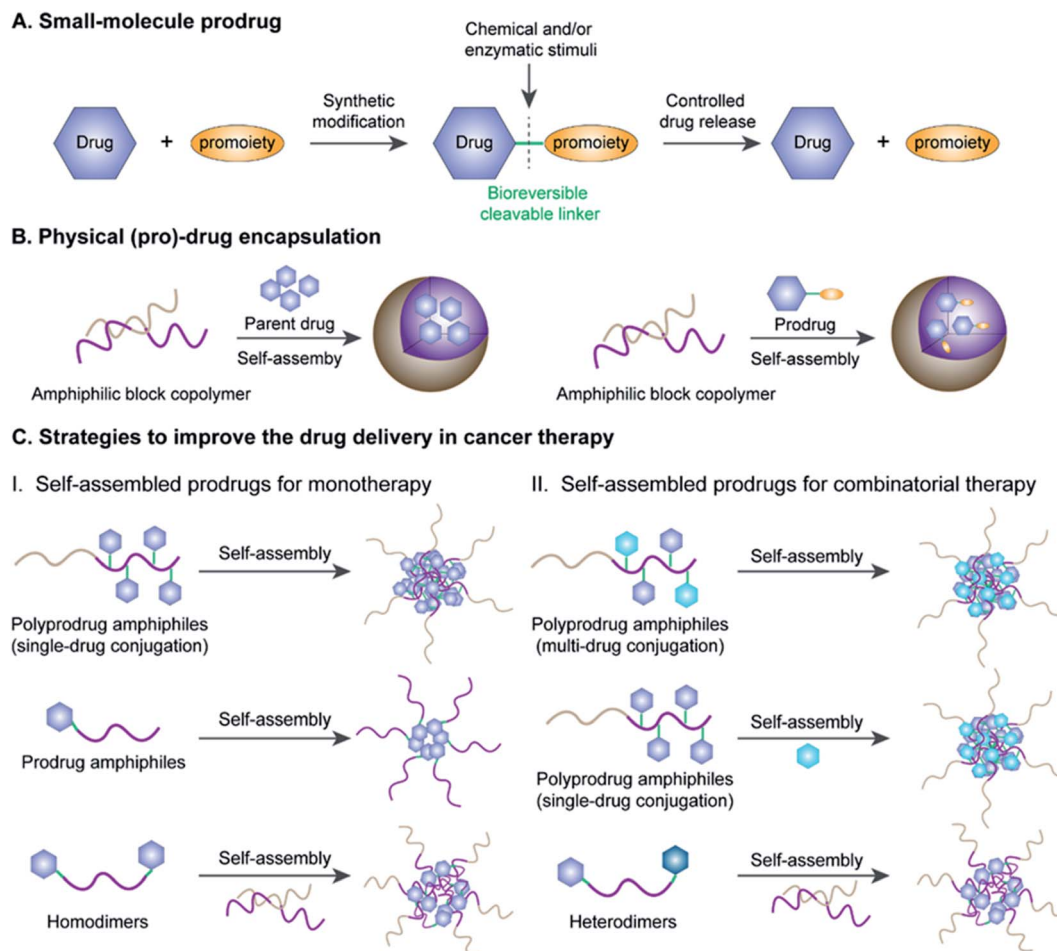 A. Small-molecule prodrug
Chemical and/or
enzymatic stimuli
Drug
+
promoiety
Synthetic
modification
Drug
promoiety
Controlled
drug release
Drug
+
promoiety
Bioreversible
cleavable linker
B. Physical (pro)-drug encapsulation
Parent drug
Self-assemby
Amphiphilic block copolymer
Prodrug
Self-assembly
Amphiphilic block copolymer
C. Strategies to improve the drug delivery in cancer therapy
I. Self-assembled prodrugs for monotherapy
Self-assembly
Polyprodrug amphiphiles
(single-drug conjugation)
Self-assembly
Prodrug amphiphiles
Self-assembly
Homodimers
II. Self-assembled prodrugs for combinatorial therapy
Self-assembly
Polyprodrug amphiphiles
(multi-drug conjugation)
Self-assembly
Polyprodrug amphiphiles
(single-drug conjugation)
Self-assembly
Heterodimers